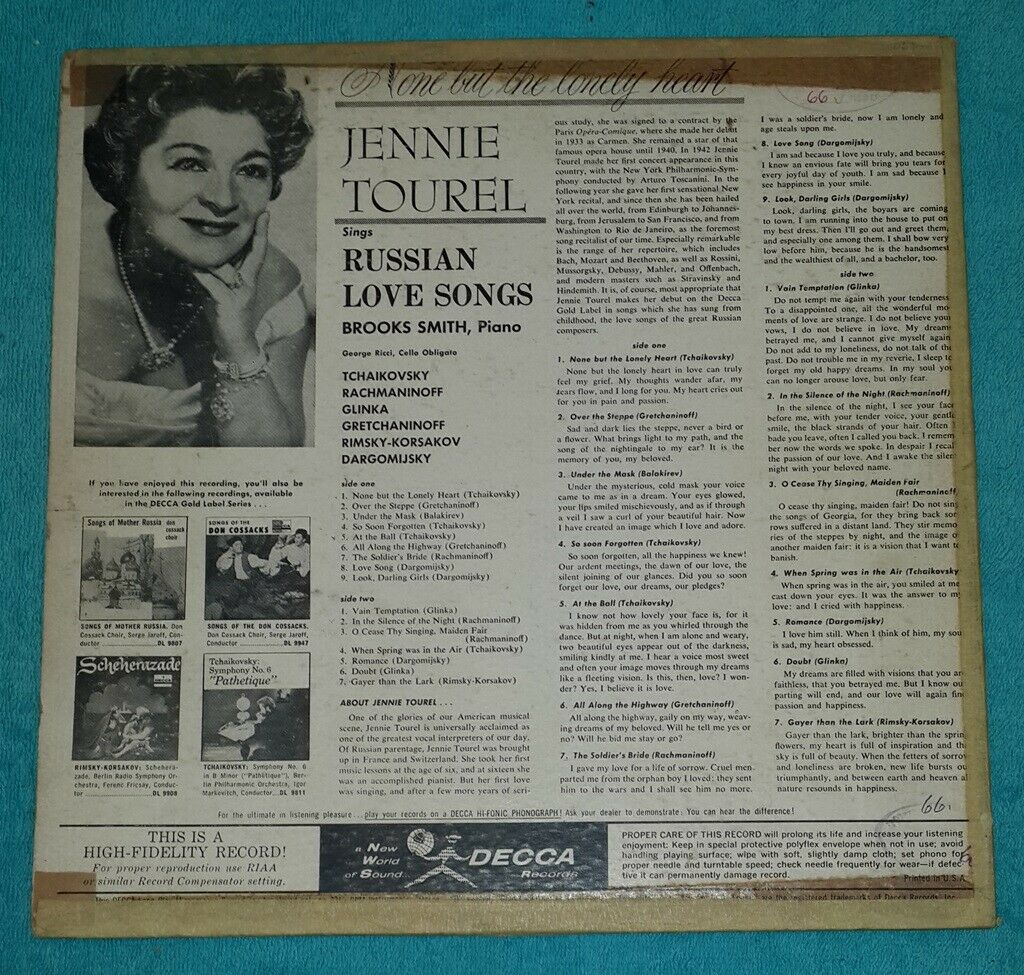 None but the lonely heart
JENNIE
TOUREL
Sings
RUSSIAN
LOVE SONGS
BROOKS SMITH, Piano
George Ricci, Cello Obligato
TCHAIKOVSKY
RACHMANINOFF
GLINKA
GRETCHANINOFF
RIMSKY-KORSAKOV
DARGOMIJSKY
side one
1. None but the Lonely Heart (Tchaikovsky)
2. Over the Steppe (Gretchaninoff)
3. Under the Mask (Balakirev)
4. So Soon Forgotten (Tchaikovsky)
5. At the Ball (Tchaikovsky)
6. All Along the Highway (Gretchaninoff)
7. The Soldier's Bride (Rachmaninoff)
8. Love Song (Dargomijsky)
9. Look, Darling Girls (Dargomijsky)
side two
1. Vain Temptation (Glinka)
2. In the Silence of the Night (Rachmaninoff)
3. O Cease Thy Singing, Maiden Fair
(Rachmaninoff)
4. When Spring was in the Air (Tchaikovsky)
5. Romance (Dargomijsky)
6. Doubt (Glinka)
7. Gayer than the Lark (Rimsky-Korsakov)
ABOUT JENNIE TOUREL . . .
One of the glories of our American musical
scene, Jennie Tourel is universally acclaimed as
one of the greatest vocal interpreters of our day.
Of Russian parentage, Jennie Tourel was brought
up in France and Switzerland. She took her first
music lessons at the age of six, and at sixteen she
was an accomplished pianist. But her first love
was singing, and after a few more years of seri-
ous study, she was signed to a contract by the
Paris Opéra-Comique, where she made her debut
in 1933 as Carmen. She remained a star of that
famous opera house until 1940. In 1942 Jennie
Tourel made her first concert appearance in this
country, with the New York Philharmonic-Sym-
phony conducted by Arturo Toscanini. In the
following year she gave her first sensational New
York recital, and since then she has been hailed
all over the world, from Edinburgh to Johannes-
burg, from Jerusalem to San Francisco, and from
Washington to Rio de Janeiro, as the foremost
song recitalist of our time. Especially remarkable
is the range of her repertoire, which includes
Bach, Mozart and Beethoven, as well as Rossini,
Mussorgsky, Debussy, Mahler, and Offenbach,
and modern masters such as Stravinsky and
Hindemith. It is, of course, most appropriate that
Jennie Tourel makes her debut on the Decca
Gold Label in songs which she has sung from
childhood, the love songs of the great Russian
composers.
side one
1. None but the Lonely Heart (Tchaikovsky)
None but the lonely heart in love can truly
feel my grief. My thoughts wander afar, my
tears flow, and I long for you. My heart cries out
for you in pain and passion.
2. Over the Steppe (Gretchaninoff)
Sad and dark lies the steppe, never a bird or
a flower. What brings light to my path, and the
song of the nightingale to my ear? It is the
memory of you, my beloved.
3. Under the Mask (Balakirev)
Under the mysterious, cold mask your voice
came to me as in a dream. Your eyes glowed,
your lips smiled mischievously, and as if through
a veil I saw a curl of your beautiful hair. Now
I have created an image which I love and adore.
4. So soon Forgotten (Tchaikovsky)
So soon forgotten, all the happiness we knew!
Our ardent meetings, the dawn of our love, the
silent joining of our glances. Did you so soon
forget our love, our dreams, our pledges?
5. At the Ball (Tchaikovsky)
I know not how lovely your face is, for it
was hidden from me as you whirled through the
dance. But at night, when I am alone and weary,
two beautiful eyes appear out of the darkness,
smiling kindly at me. I hear a voice most sweet
and often your image moves through my dreams
like a fleeting vision. Is this, then, love? I won-
der? Yes, I believe it is love.
6. All Along the Highway (Gretchaninoff)
All along the highway, gaily on my way, weav-
ing dreams of my beloved. Will he tell me yes or
no? Will he bid me stay or go?
7. The Soldier's Bride (Rachmaninoff)
I gave my love for a life of sorrow. Cruel men
parted me from the orphan boy I loved; they sent
him to the wars and I shall see him no more.
I was a soldier's bride, now I am lonely and
age steals upon me.
8. Love Song (Dargomijsky)
I am sad because I love you truly, and because
I know an envious fate will bring you tears for
every joyful day of youth. I am sad because I
see happiness in your smile.
9. Look, Darling Girls (Dargomijsky)
Look, darling girls, the boyars are coming
to town. I am running into the house to put on
my best dress. Then I'll go out and greet them,
and especially one among them. I shall bow very
low before him, because he is the handsomest
and the wealthiest of all, and a bachelor, too.
side two
1. Vain Temptation (Glinka)
Do not tempt me again with your tenderness
To a disappointed one, all the wonderful mo-
ments of love are strange. I do not believe your
vows, I do not believe in love. My dreams
betrayed me, and I cannot give myself again
Do not add to my loneliness, do not talk of the
past. Do not trouble me in my reverie, I sleep to
forget my old happy dreams. In my soul you
can no longer arouse love, but only fear.
2. In the Silence of the Night (Rachmaninoff)
In the silence of the night, I see your face
before me, with your tender voice, your gentle
smile, the black strands of your hair. Often I
bade you leave, often I called you back. I remem
ber now the words we spoke. In despair I recall
the passion of our love. And I awake the silent
night with your beloved name.
3. O Cease Thy Singing, Maiden Fair
(Rachmaninoff
O cease thy singing, maiden fair! Do not sing
the songs of Georgia, for they bring back sor
rows suffered in a distant land. They stir memo
ries of the steppes by night, and the image of
another maiden fair: it is a vision that I want to
banish.
4. When Spring was in the Air (Tchaikovsky
When spring was in the air, you smiled at me
cast down your eyes. It was the answer to my
love: and I cried with happiness.
5. Romance (Dargomijsky)
I love him still. When I think of him, my sou
is sad, my heart obsessed.
6. Doubt (Glinka)
My dreams are filled with visions that you ar
faithless, that you betrayed me. But I know ou
parting will end, and our love will again find
passion and happiness.
7. Gayer than the Lark (Rimsky-Korsakov)
Gayer than the lark, brighter than the sprin
flowers, my heart is full of inspiration and th
sky is full of beauty. When the fetters of sorrow
and loneliness are broken, new life bursts ou
triumphantly, and between earth and heaven al
nature resounds in happiness.
66
66.
If you have enjoyed this recording, you'll also be
interested in the following recordings, available
in the DECCA Gold Label Series . . .
Songs of Mother Russia don
cossack
choir
SONGS OF MOTHER RUSSIA. Don
Cossack Choir, Serge Jaroff, Con-
ductor DL 9807
SONGS OF THE
DON COSSACKS
SONGS OF THE DON COSSACKS.
Don Cossack Choir, Serge Jaroff,
Conductor DL 9947
Scheherazade
RIMSKY-KORSAKOV: Schehera-
zade. Berlin Radio Symphony Or-
chestra, Ferenc Fricsay, Conduc-
tor DL 9908
Tchaikovsky:
Symphony No. 6
"Pathetique"
TCHAIKOVSKY: Symphony No. 6
in B Minor ("Pathétique"). Ber-
lin Philharmonic Orchestra, Igor
Markevitch, Conductor DL 9811
For the ultimate in listening pleasure...play your records on a DECCA HI-FONIC PHONOGRAPH! Ask your dealer to demonstrate: You can hear the difference!
THIS IS A
HIGH-FIDELITY RECORD!
For proper reproduction use RIAA
or similar Record Compensator setting.
a New
World
of Sound
DECCA
Records
PROPER CARE OF THIS RECORD will prolong its life and increase your listening
enjoyment: Keep in special protective polyflex envelope when not in use; avoid
handling playing surface; wipe with soft, slightly damp cloth; set phono for
proper needle and turntable speed; check needle frequently for wear—if defec-
tive it can permanently damage record.
Printed in U.S.A.
are the registered trademarks of Decca Records, Inc.